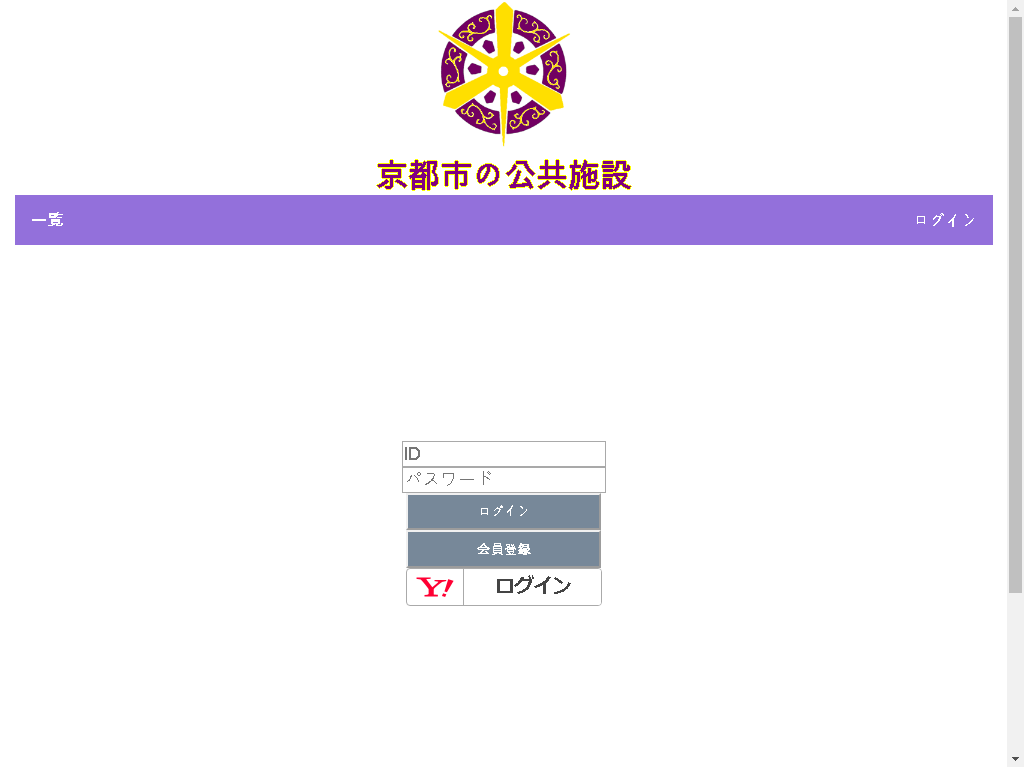 京都市の公共施設
一覧 ログイン
ID
パスワード
ログイン
会員登録
Y! ログイン